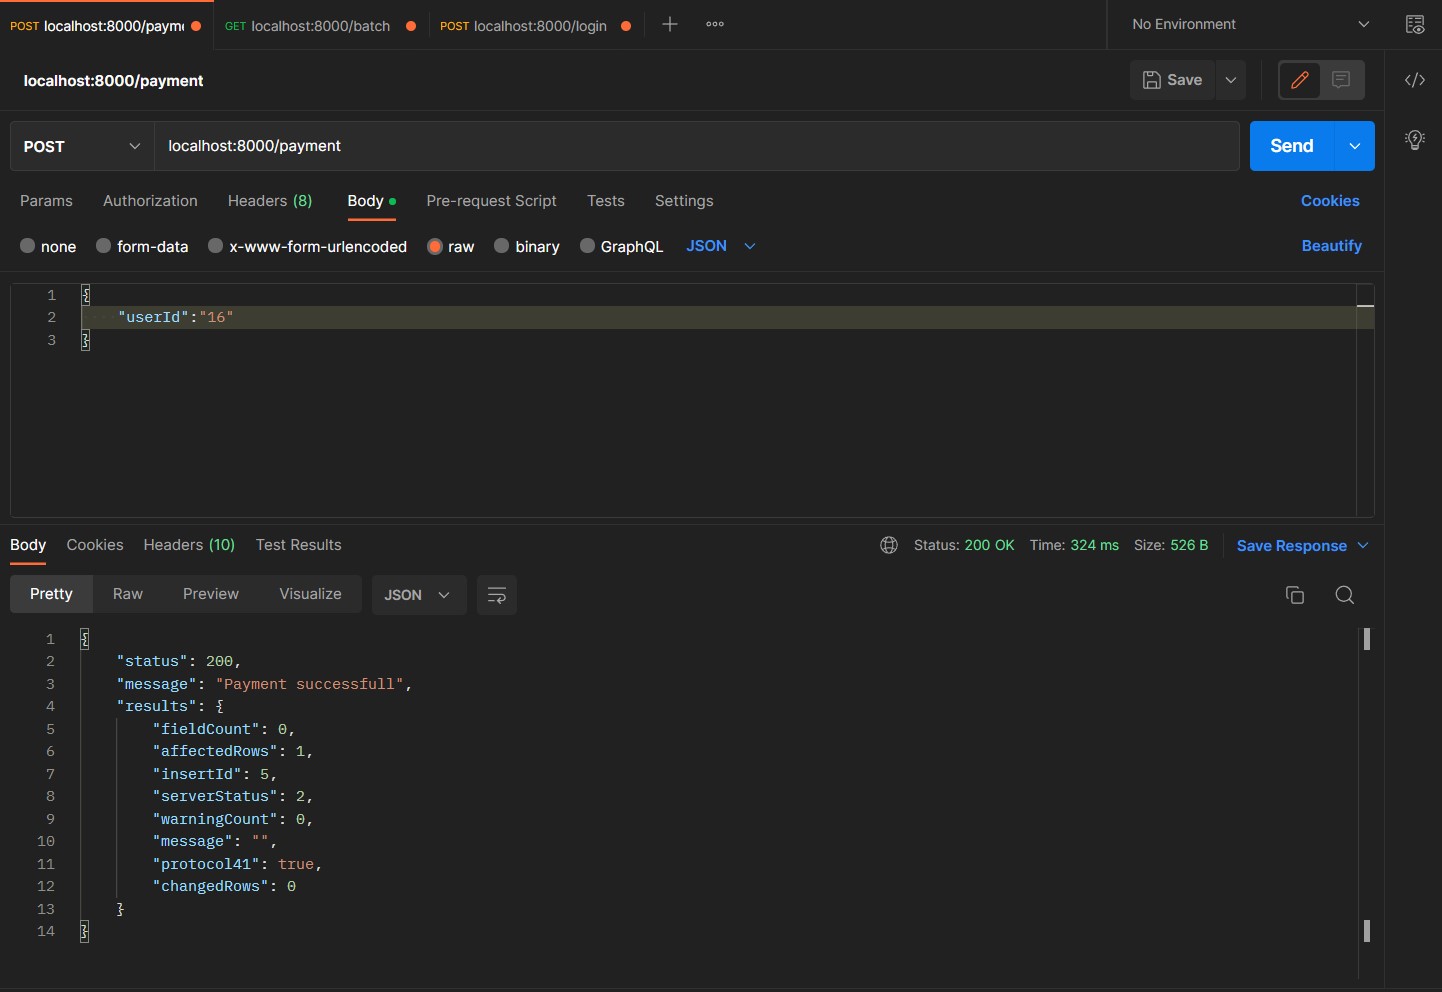 POST localhost:8000/payme GET localhost:8000/batch POST localhost:8000/login No Environment
localhost:8000/payment Save
POST localhost:8000/payment Send
Params Authorization Headers (8) Body Pre-request Script Tests Settings Cookies
none form-data x-www-form-urlencoded raw binary GraphQL JSON Beautify
1 {
2 "userId":"16"
3 }
Body Cookies Headers (10) Test Results Status: 200 OK Time: 324 ms Size: 526 B Save Response
Pretty Raw Preview Visualize JSON
1 {
2 "status": 200,
3 "message": "Payment successfull",
4 "results": {
5 "fieldCount": 0,
6 "affectedRows": 1,
7 "insertId": 5,
8 "serverStatus": 2,
9 "warningCount": 0,
10 "message": "",
11 "protocol41": true,
12 "changedRows": 0
13 }
14 }